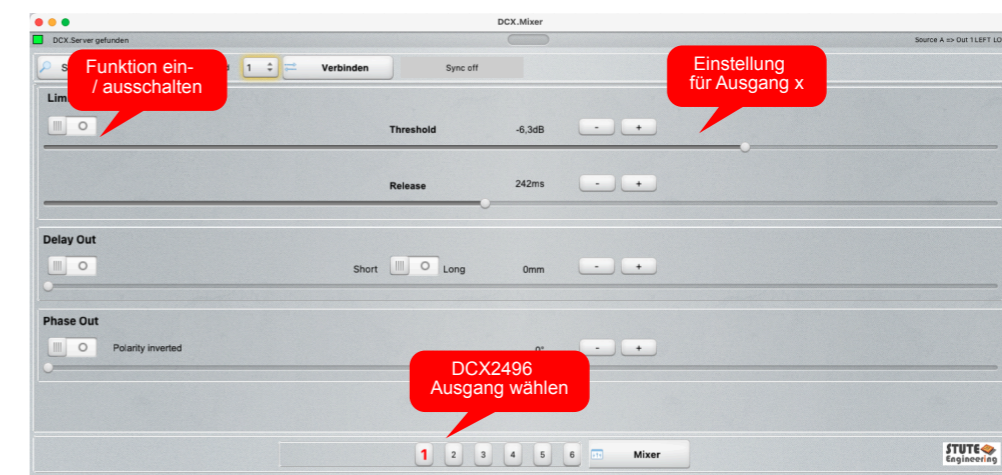 DCX.Mixer
DCX.Server gefunden
Source A => Out 1 LEFT LO
S
1
Verbinden
Sync off
Funktion ein-
/ ausschalten
Einstellung
für Ausgang x
Lim
Threshold
-6,3dB
-
+
Release
242ms
-
+
Delay Out
Short
Long
0mm
-
+
Phase Out
Polarity inverted
0°
-
+
DCX2496
Ausgang wählen
1
2
3
4
5
6
Mixer
STUTE
Engineering